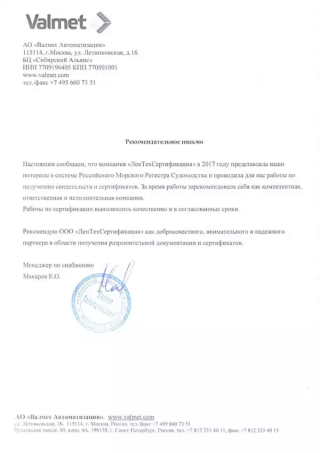 Valmet
АО «Валмет Автоматизация»
115114, г.Москва, ул. Летниковская, д.16
БЦ «Сибирский Альянс»
ИНН 7709196405 КПП 770501001
www.valmet.com
тел./факс +7 495 660 73 51
Рекомендательное письмо
Настоящим сообщаем, что компания «ЛенТехСертификация» в 2017 году представляла наши
интересы в системе Российского Морского Регистра Судоходства и проводила для нас работы по
получению свидетельств и сертификатов. За время работы зарекомендовала себя как компетентная,
ответственная и исполнительная компания.
Работы по сертификации выполнялись качественно и в согласованные сроки.
Рекомендую ООО «ЛенТехСертификация» как добросовестного, внимательного и надежного
партнера в области получения разрешительной документации и сертификатов.
Менеджер по снабжению
Макаров Е.О.
АО «Валмет Автоматизация», www.valmet.com
ул. Летниковская, 16, 115114, г. Москва, Россия, тел./факс +7 495 660 73 51
шоссе, 95, корп. 4А, 196158, г. Санкт-Петербург, Россия, тел. +7 812 333 40 11, факс +7 812 333 40 15